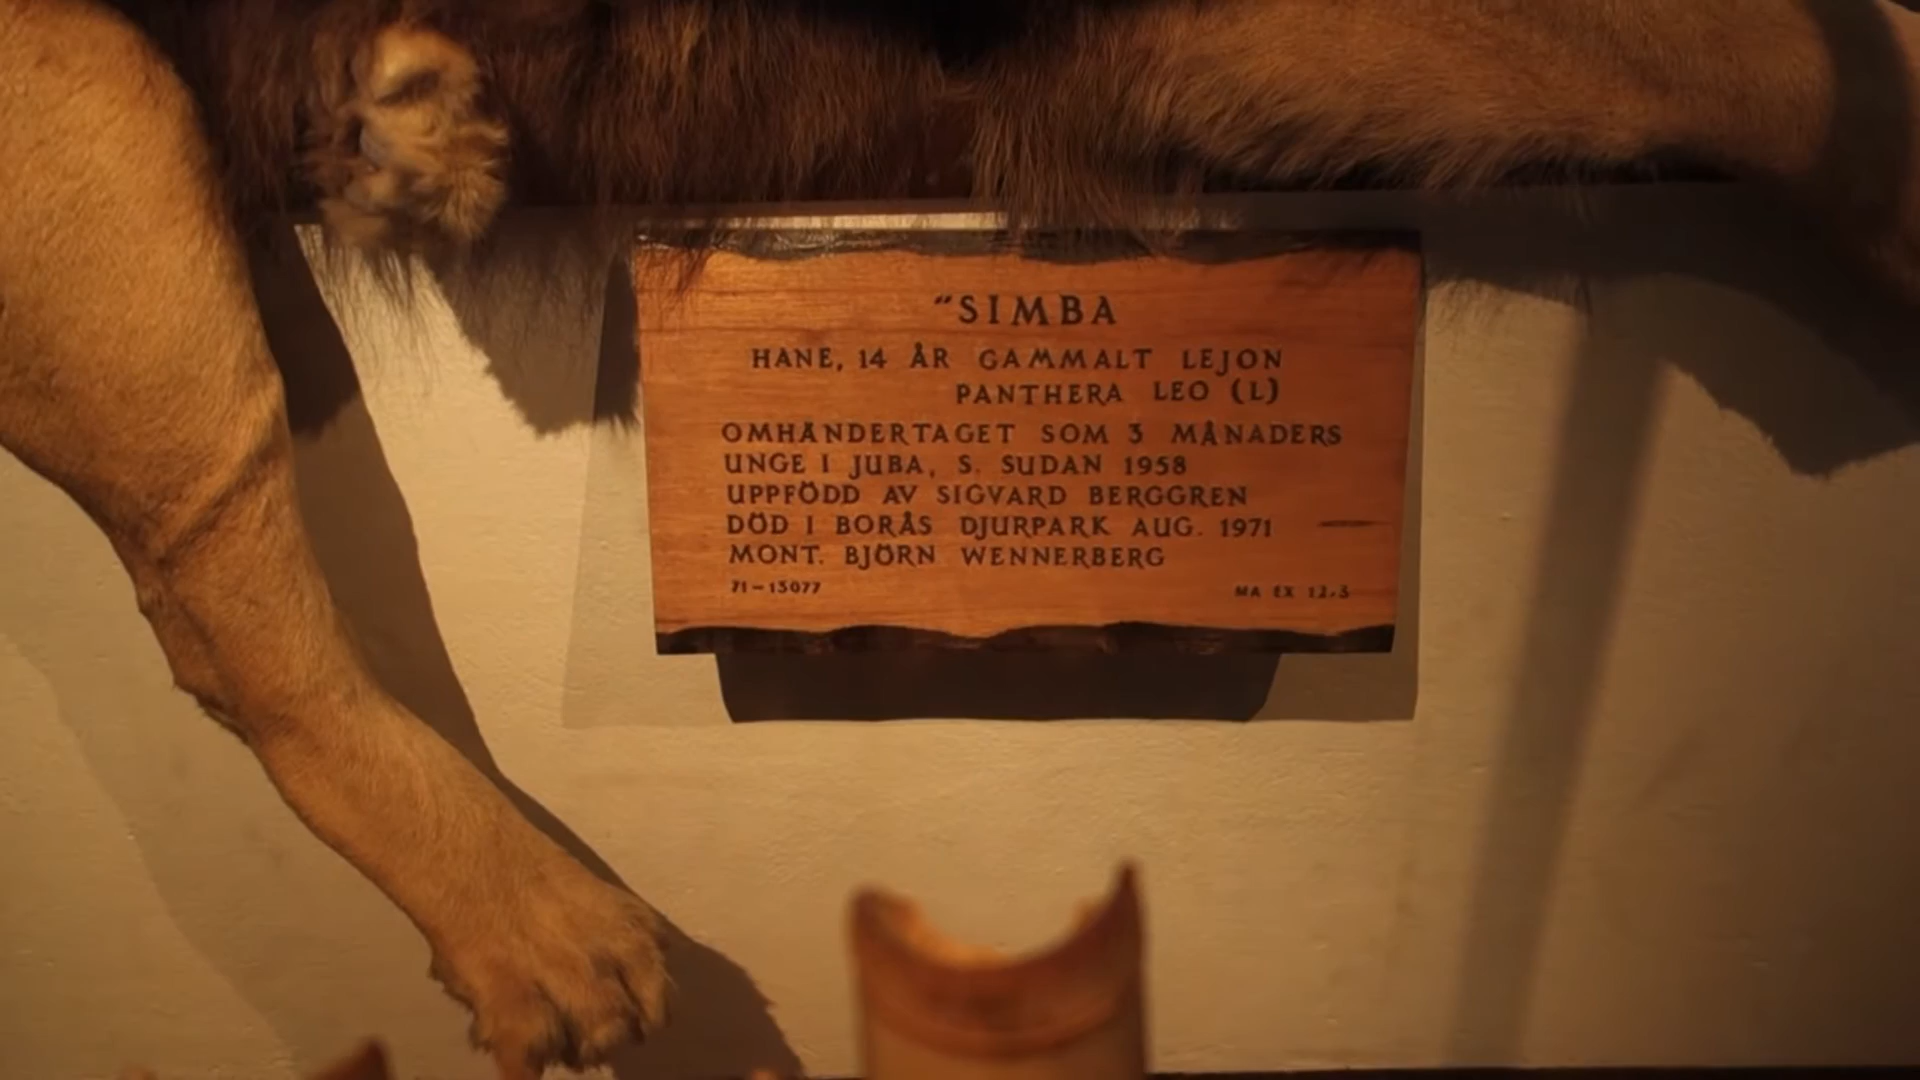 "SIMBA
HANE, 14 ÅR GAMMALT LEJON
PANTHERA LEO (L)
OMHÄNDERTAGET SOM 3 MÅNADERS
UNGE I JUBA, S. SUDAN 1958
UPPFÖDD AV SIGVARD BERGGREN
DÖD I BORÅS DJURPARK AUG. 1971
MONT. BJÖRN WENNERBERG
71-15077
MA EX 12,3